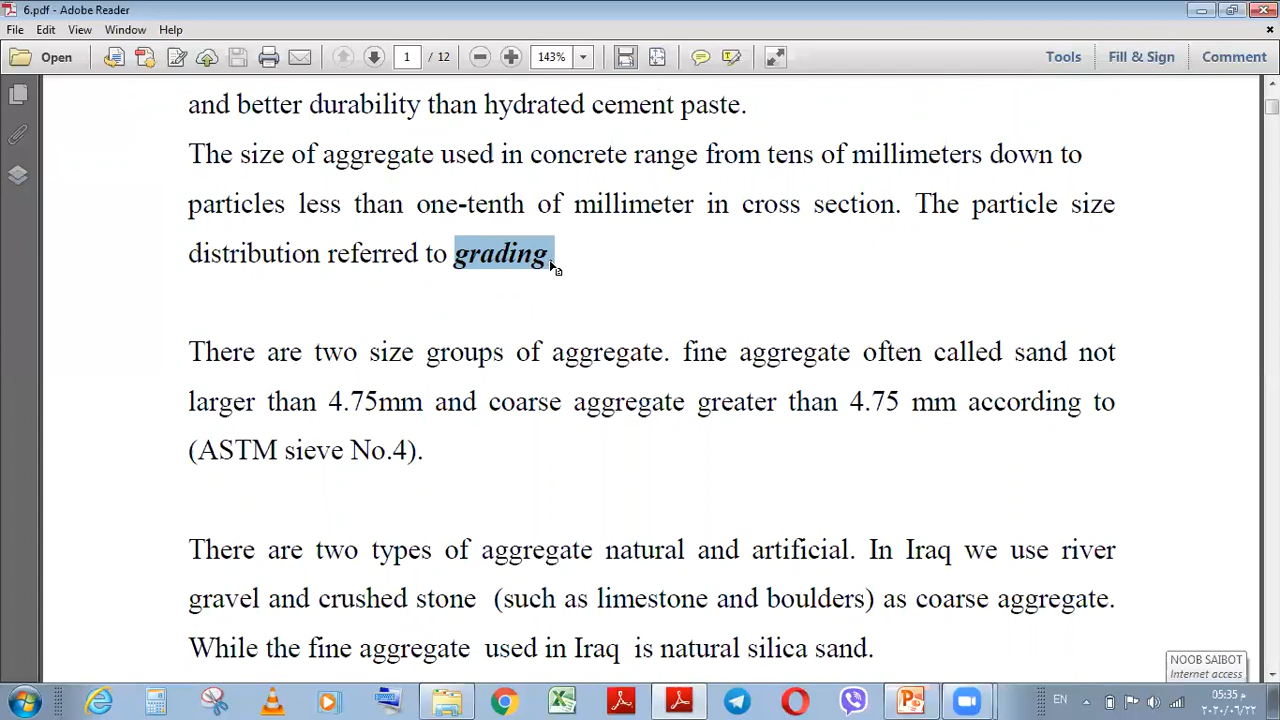 6.pdf - Adobe Reader
File Edit View Window Help
Open 1 / 12 143% Tools Fill & Sign Comment
and better durability than hydrated cement paste.
The size of aggregate used in concrete range from tens of millimeters down to
particles less than one-tenth of millimeter in cross section. The particle size
distribution referred to grading.
There are two size groups of aggregate. fine aggregate often called sand not
larger than 4.75mm and coarse aggregate greater than 4.75 mm according to
(ASTM sieve No.4).
There are two types of aggregate natural and artificial. In Iraq we use river
gravel and crushed stone (such as limestone and boulders) as coarse aggregate.
While the fine aggregate used in Iraq is natural silica sand.
NOOB SAIBOT
Internet access
EN
05:35 م
٢٠٢٠/٠٦/٢٢